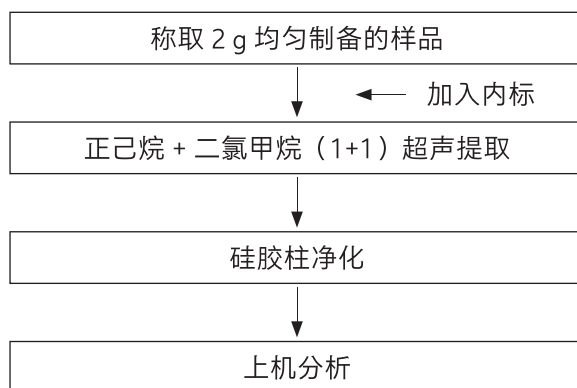 称取 2 g 均匀制备的样品
加入内标
正己烷 + 二氯甲烷（1+1）超声提取
硅胶柱净化
上机分析